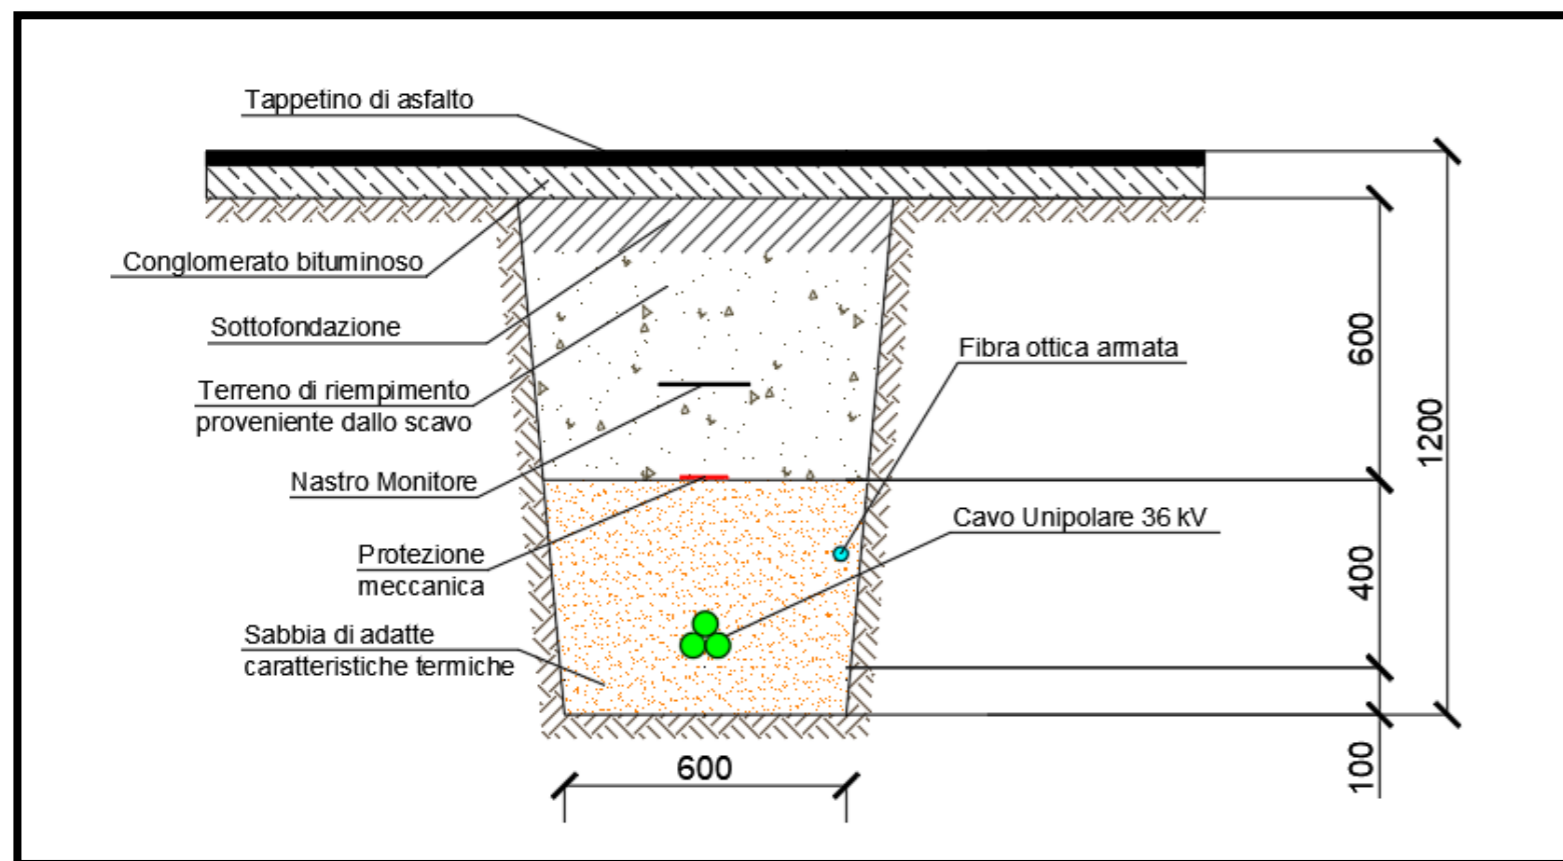 Tappetino di asfalto
Conglomerato bituminoso
Sottofondazione
Terreno di riempimento
proveniente dallo scavo
Nastro Monitore
Protezione
meccanica
Sabbia di adatte
caratteristiche termiche
Fibra ottica armata
Cavo Unipolare 36 kV
600
1200
400
100
600